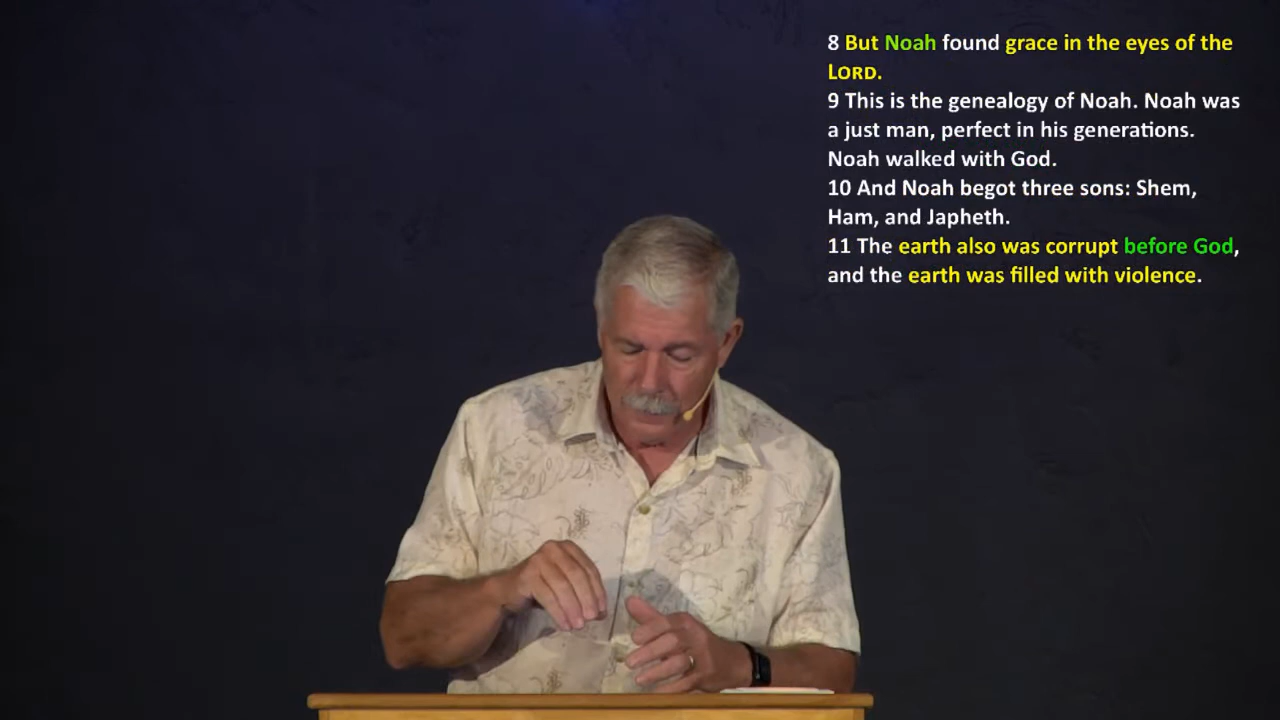 8 But Noah found grace in the eyes of the
LORD.
9 This is the genealogy of Noah. Noah was
a just man, perfect in his generations.
Noah walked with God.
10 And Noah begot three sons: Shem,
Ham, and Japheth.
11 The earth also was corrupt before God,
and the earth was filled with violence.